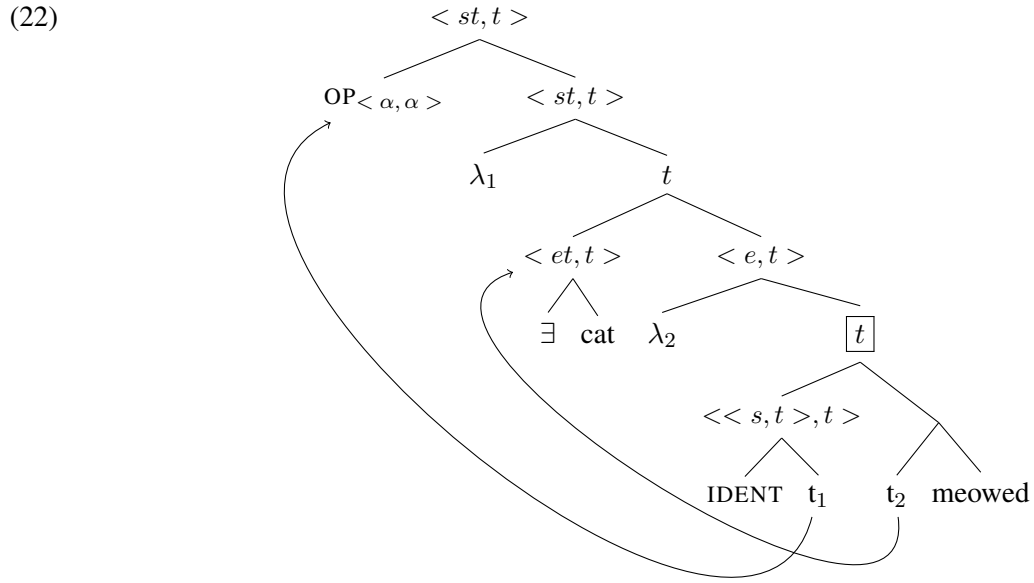 (22)
< st, t >
OP< α, α > < st, t >
λ1 t
< et, t > < e, t >
∃ cat λ2 t
<< s, t >, t >
IDENT t1 t2 meowed